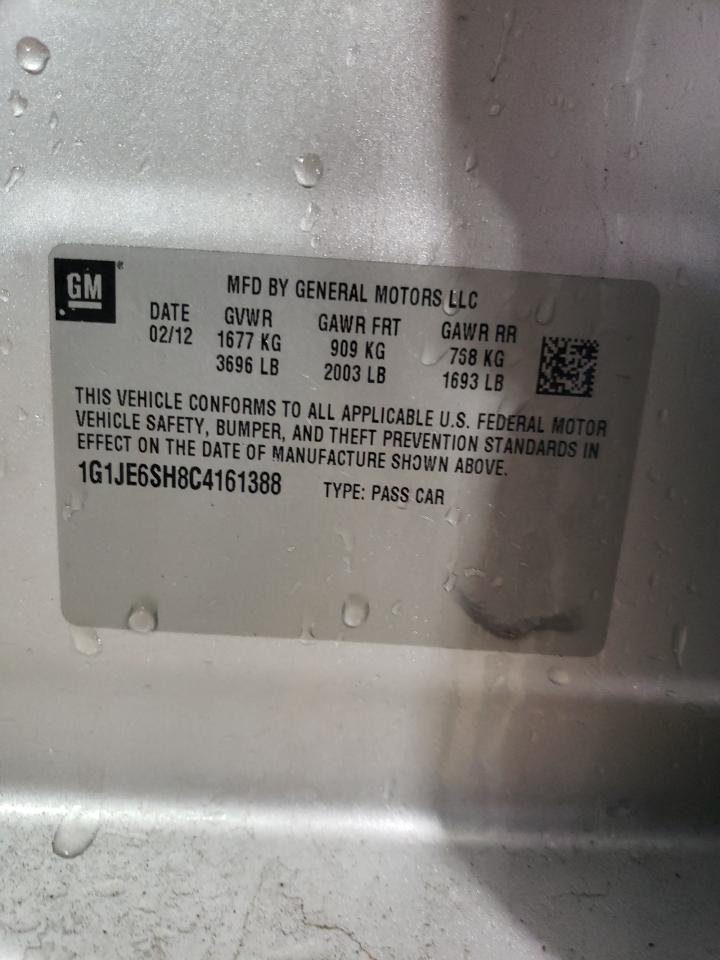 GM
MFD BY GENERAL MOTORS LLC
DATE GVWR GAWR FRT GAWR RR
02/12 1677 KG 909 KG 768 KG
3696 LB 2003 LB 1693 LB
THIS VEHICLE CONFORMS TO ALL APPLICABLE U.S. FEDERAL MOTOR
VEHICLE SAFETY, BUMPER, AND THEFT PREVENTION STANDARDS IN
EFFECT ON THE DATE OF MANUFACTURE SHOWN ABOVE.
1G1JE6SH8C4161388 TYPE: PASS CAR